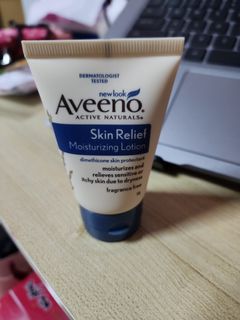 DERMATOLOGIST
TESTED
new look
Aveeno®
ACTIVE NATURALS®
Skin Relief
Moisturizing Lotion
dimethicone skin protectant
moisturizes and
relieves sensitive or
itchy skin due to dryness
fragrance free